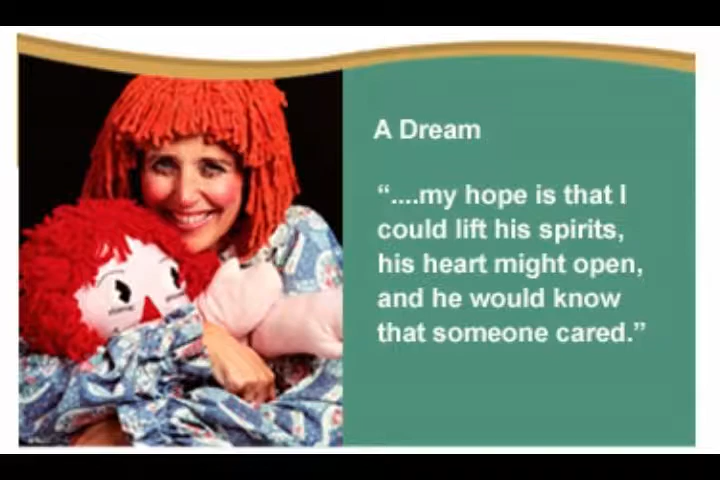 A Dream
“....my hope is that I
could lift his spirits,
his heart might open,
and he would know
that someone cared.”